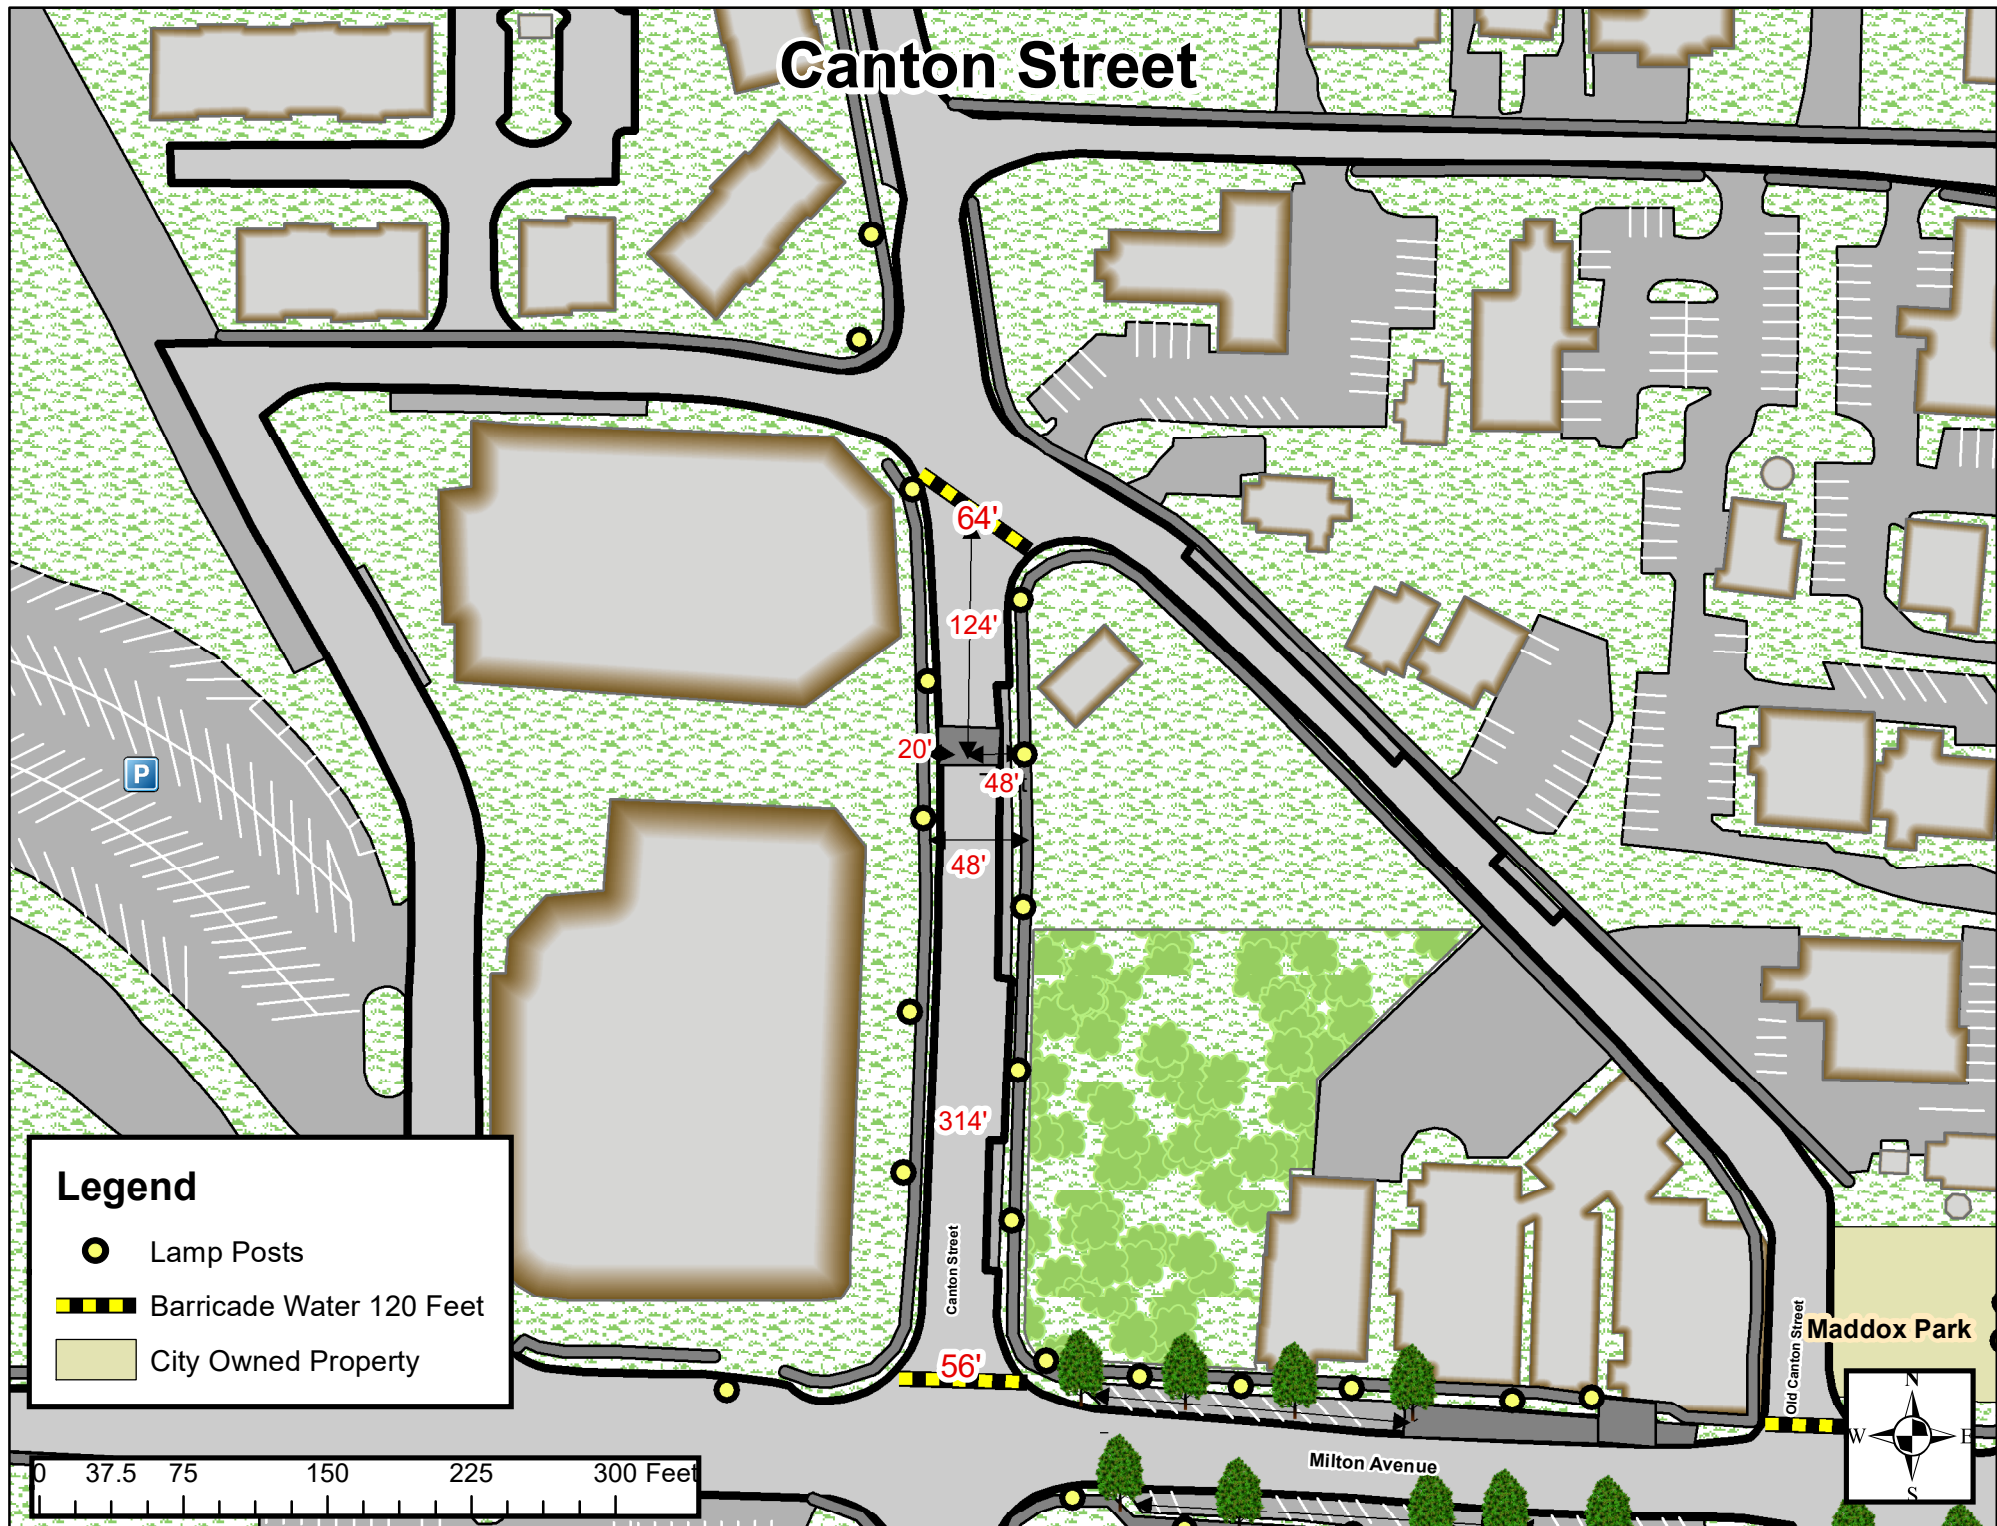 Canton Street
64'
124'
20'
48'
48'
P
314'
Canton Street
56'
Legend
Lamp Posts
Barricade Water 120 Feet
City Owned Property
0 37.5 75 150 225 300 Feet
Milton Avenue
Old Canton Street
Maddox Park
N
W E
S